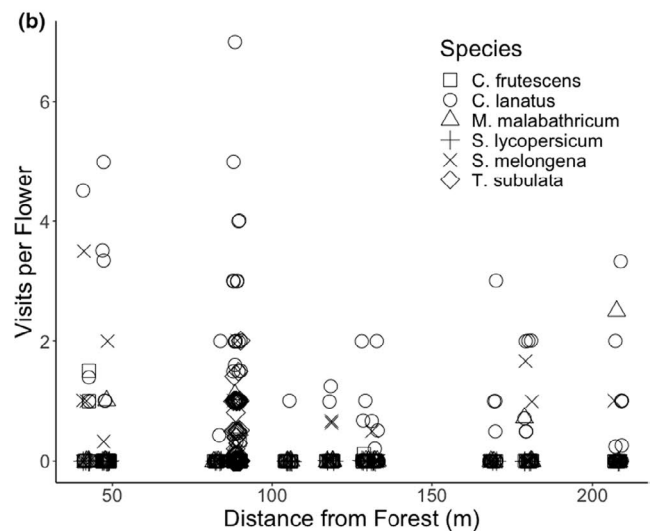 (b)
Species
C. frutescens
C. lanatus
M. malabathricum
S. lycopersicum
S. melongena
T. subulata
Visits per Flower
6
4
2
0
50 100 150 200
Distance from Forest (m)